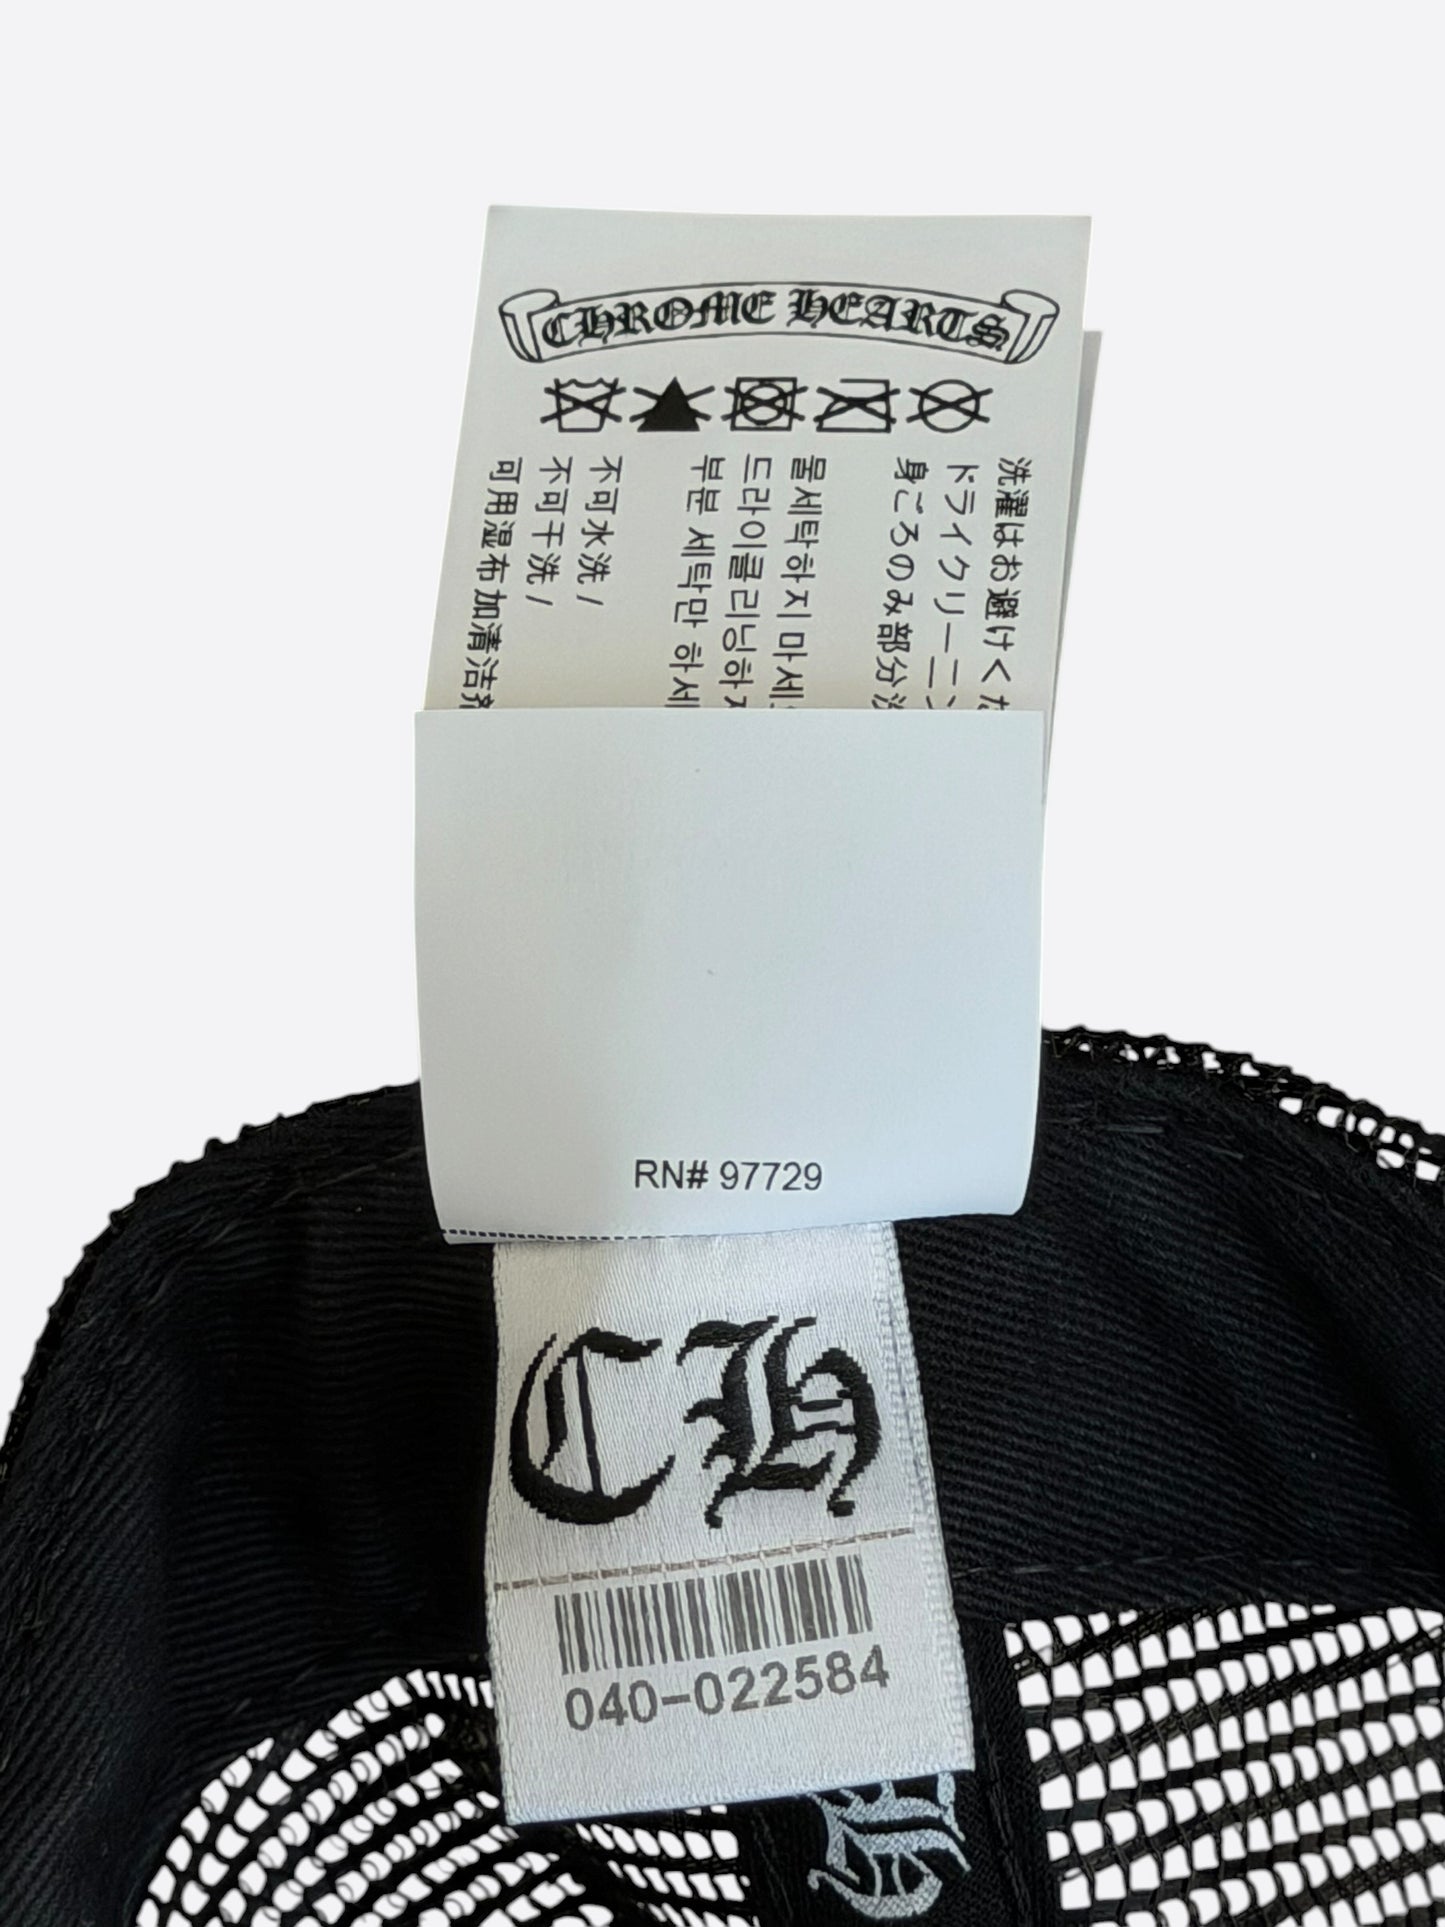 CHROME HEARTS
洗濯はお避けくだ
ドライクリーニン
身ごろのみ部分
물세탁하지 마세
드라이클리닝하
부분 세탁만 하세
不可水洗/
不可干洗/
可用湿布加清洁剂
RN# 97729
CH
040-022584